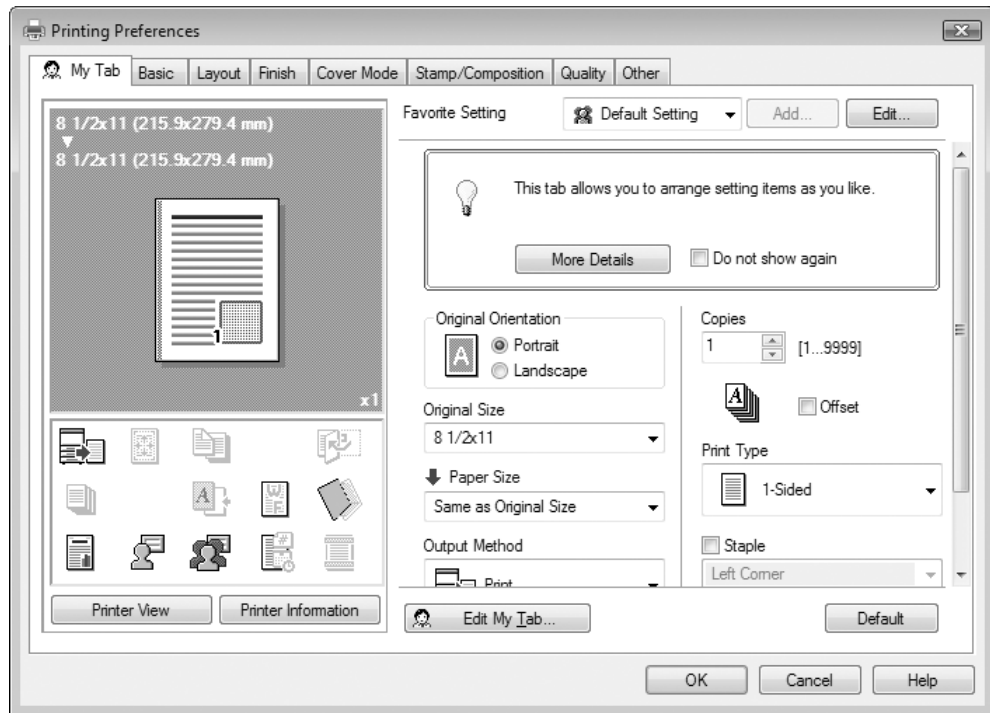 Printing Preferences
My Tab Basic Layout Finish Cover Mode Stamp/Composition Quality Other
8 1/2x11 (215.9x279.4 mm)
8 1/2x11 (215.9x279.4 mm)
1
x1
Printer View Printer Information
Favorite Setting Default Setting Add... Edit...
This tab allows you to arrange setting items as you like.
More Details Do not show again
Original Orientation
A Portrait
Landscape
Original Size
8 1/2x11
Paper Size
Same as Original Size
Output Method
Print
Copies
1 [1...9999]
A Offset
Print Type
1-Sided
Staple
Left Corner
Edit My Tab... Default
OK Cancel Help